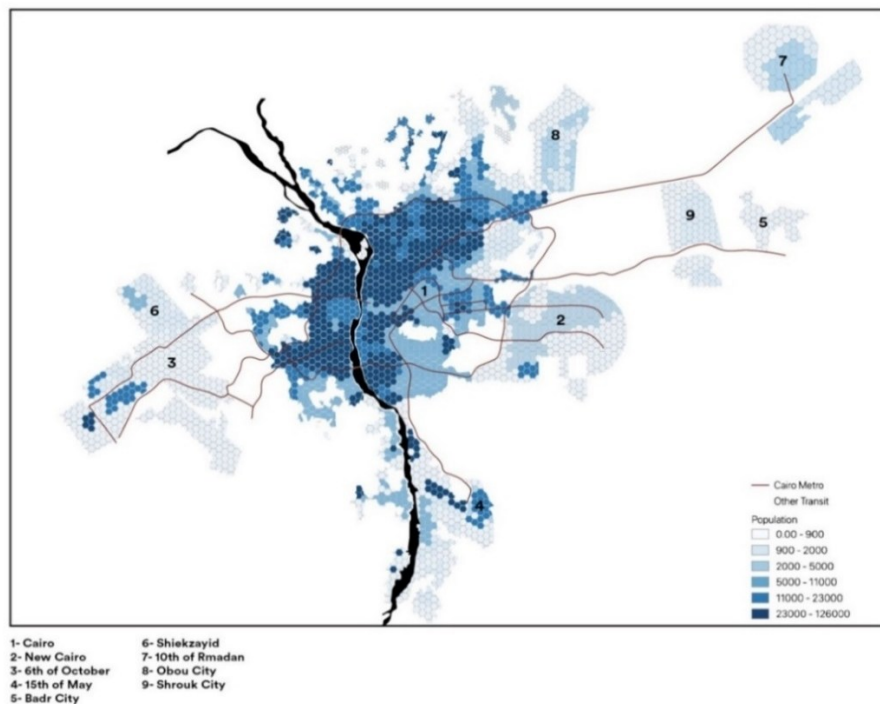 7
8
9
5
1
6
2
3
4
Cairo Metro
Other Transit
Population
0.00 - 900
900 - 2000
2000 - 5000
5000 - 11000
11000 - 23000
23000 - 126000
1- Cairo
2- New Cairo
3- 6th of October
4- 15th of May
5- Badr City
6- Shiekzayid
7- 10th of Rmadan
8- Obou City
9- Shrouk City